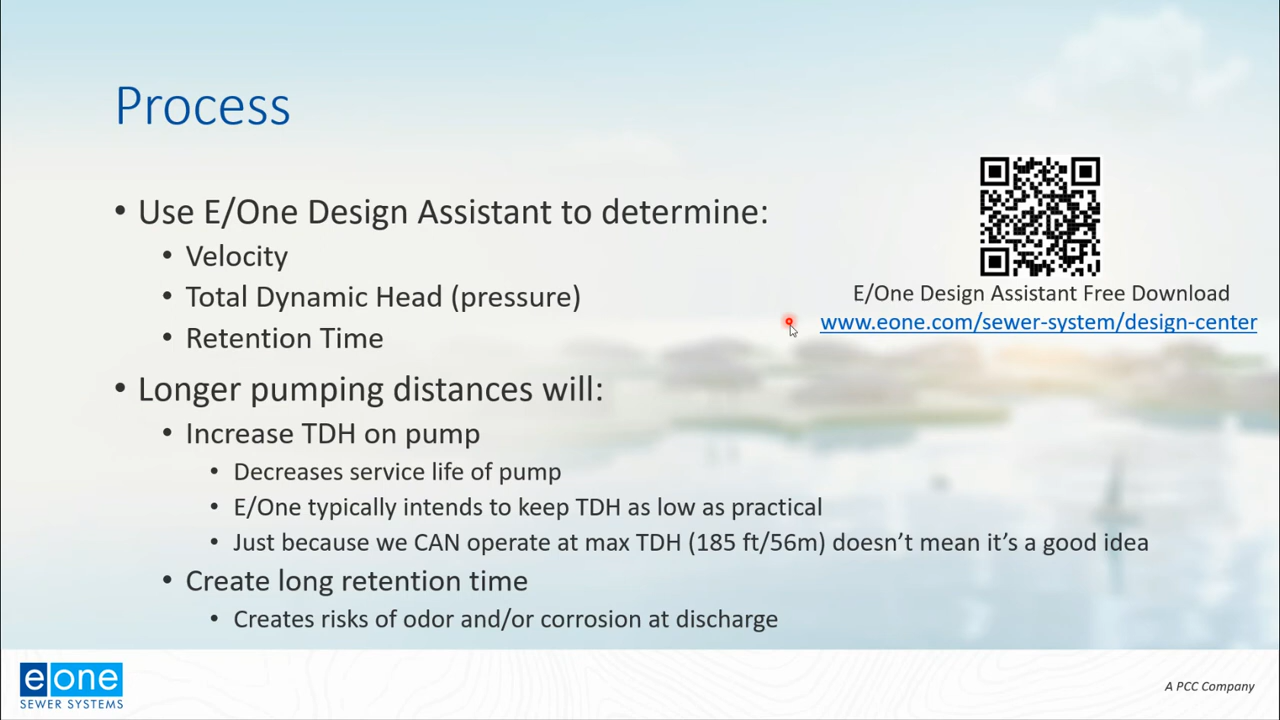 Process
• Use E/One Design Assistant to determine:
• Velocity
• Total Dynamic Head (pressure)
• Retention Time
E/One Design Assistant Free Download
www.eone.com/sewer-system/design-center
• Longer pumping distances will:
• Increase TDH on pump
• Decreases service life of pump
• E/One typically intends to keep TDH as low as practical
• Just because we CAN operate at max TDH (185 ft/56m) doesn’t mean it’s a good idea
• Create long retention time
• Creates risks of odor and/or corrosion at discharge
e one
SEWER SYSTEMS
A PCC Company